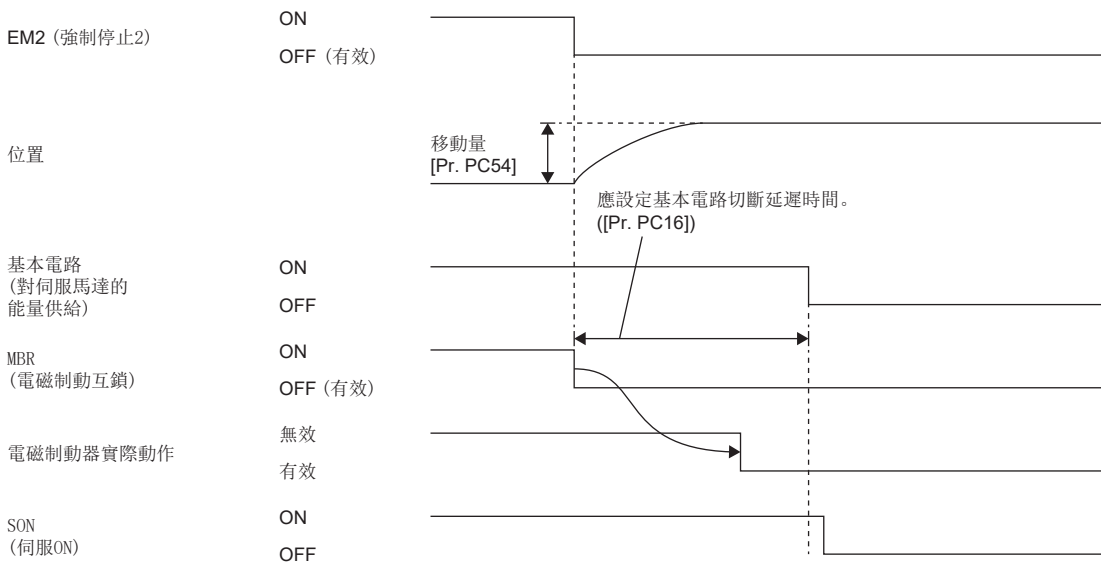 EM2 (強制停止2)
ON
OFF (有效)
位置
移動量
[Pr. PC54]
應設定基本電路切斷延遲時間。
([Pr. PC16])
基本電路
(對伺服馬達的
能量供給)
ON
OFF
MBR
(電磁制動互鎖)
ON
OFF (有效)
電磁制動器實際動作
無效
有效
SON
(伺服ON)
ON
OFF